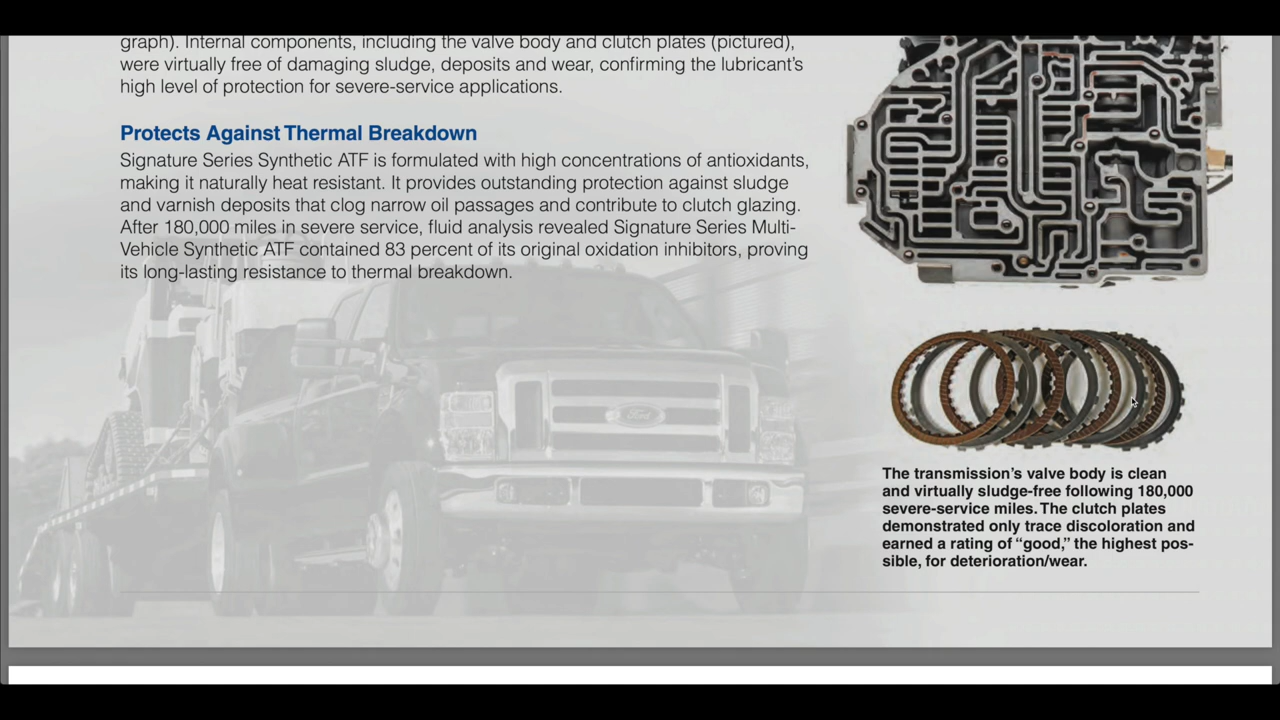 graph). Internal components, including the valve body and clutch plates (pictured),
were virtually free of damaging sludge, deposits and wear, confirming the lubricant's
high level of protection for severe-service applications.
Protects Against Thermal Breakdown
Signature Series Synthetic ATF is formulated with high concentrations of antioxidants,
making it naturally heat resistant. It provides outstanding protection against sludge
and varnish deposits that clog narrow oil passages and contribute to clutch glazing.
After 180,000 miles in severe service, fluid analysis revealed Signature Series Multi-
Vehicle Synthetic ATF contained 83 percent of its original oxidation inhibitors, proving
its long-lasting resistance to thermal breakdown.
Ford
The transmission's valve body is clean
and virtually sludge-free following 180,000
severe-service miles. The clutch plates
demonstrated only trace discoloration and
earned a rating of “good,” the highest pos-
sible, for deterioration/wear.